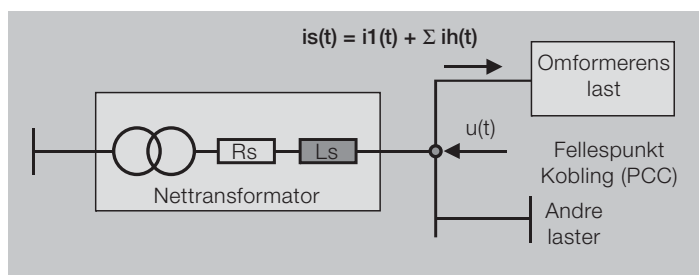 is(t) = i1(t) + Σ ih(t)
Omformerens
last
u(t)
Rs
Ls
Nettransformator
Fellespunkt
Kobling (PCC)
Andre
laster